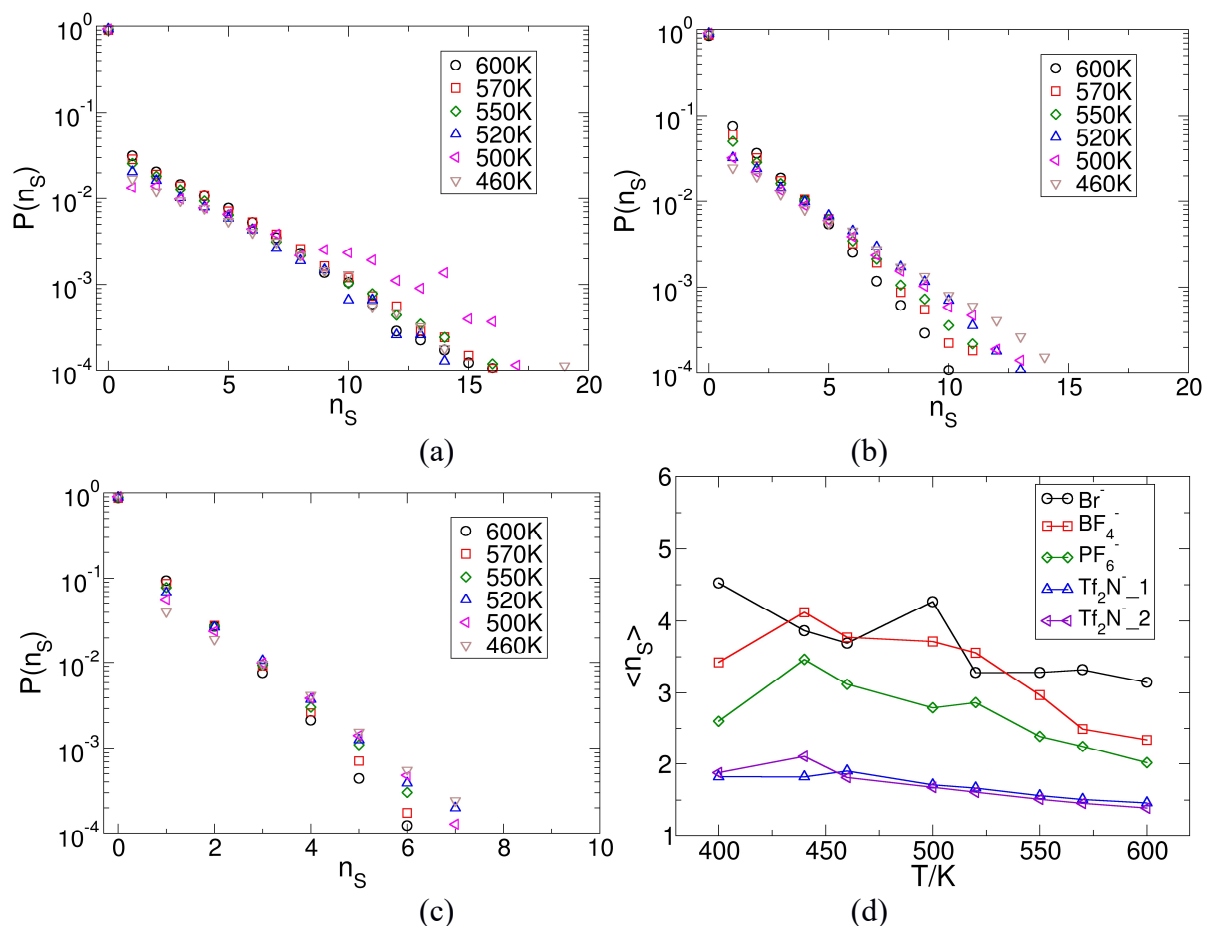 10^0
10^-1
10^-2
10^-3
10^-4
P(n_S)
0 5 10 15 20
n_S
600K
570K
550K
520K
500K
460K
(a)
10^0
10^-1
10^-2
10^-3
10^-4
P(n_S)
0 5 10 15 20
n_S
600K
570K
550K
520K
500K
460K
(b)
10^0
10^-1
10^-2
10^-3
10^-4
P(n_S)
0 2 4 6 8 10
n_S
600K
570K
550K
520K
500K
460K
(c)
6
5
4
3
2
1
<n_S>
400 450 500 550 600
T/K
Br^-
BF_4^-
PF_6^-
Tf_2N^-_1
Tf_2N^-_2
(d)